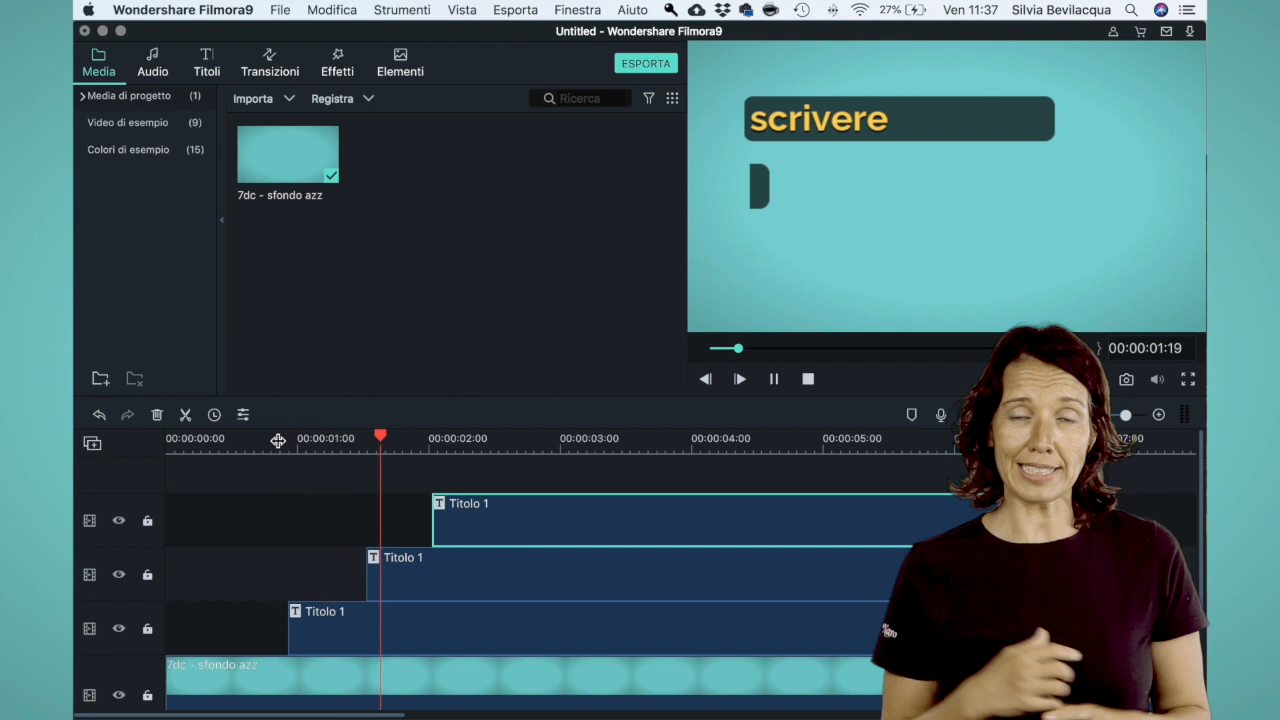 Wondershare Filmora9 File Modifica Strumenti Vista Esporta Finestra Aiuto 27% Ven 11:37 Silvia Bevilacqua
Untitled - Wondershare Filmora9
Media Audio Titoli Transizioni Effetti Elementi ESPORTA
Media di progetto (1)
Video di esempio (9)
Colori di esempio (15)
Importa Registra Ricerca
7dc - sfondo azz
scrivere
00:00:01:19
00:00:00:00 00:00:01:00 00:00:02:00 00:00:03:00 00:00:04:00 00:00:05:00
T Titolo 1
T Titolo 1
T Titolo 1
7dc - sfondo azz